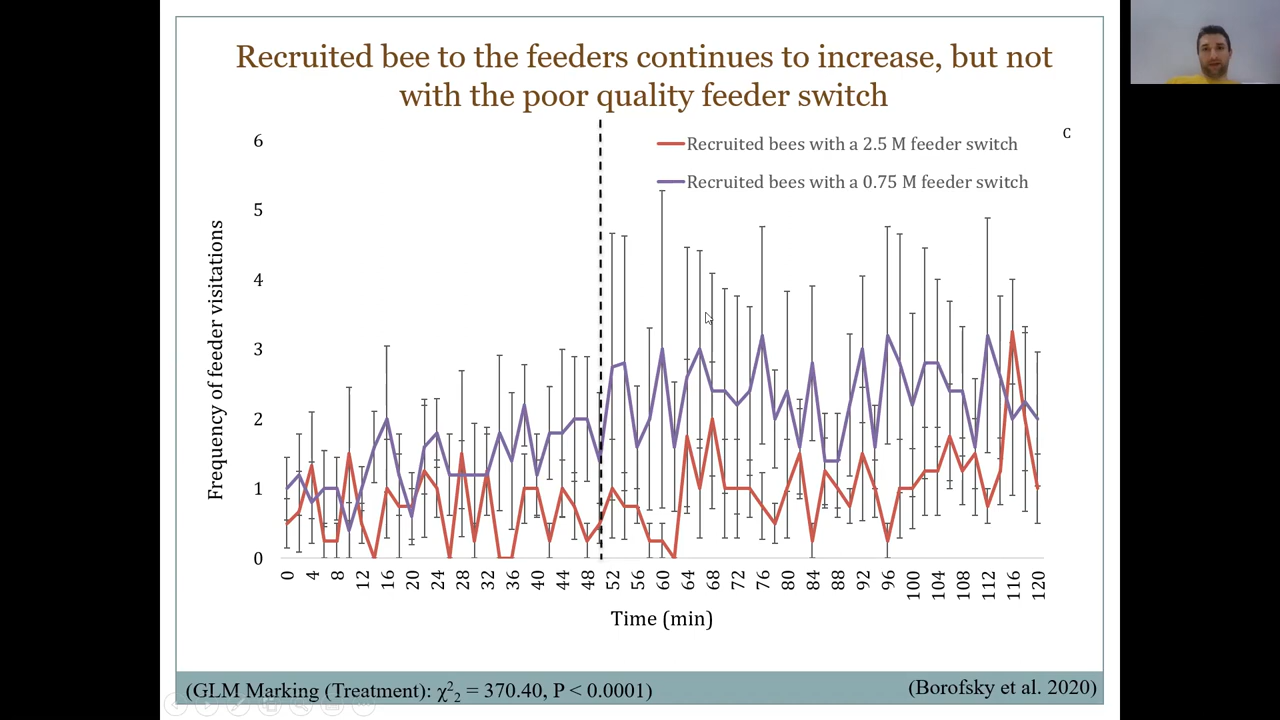 Recruited bee to the feeders continues to increase, but not
with the poor quality feeder switch
C
Recruited bees with a 2.5 M feeder switch
Recruited bees with a 0.75 M feeder switch
Frequency of feeder visitations
6
5
4
3
2
1
0
0 4 8 12 16 20 24 28 32 36 40 44 48 52 56 60 64 68 72 76 80 84 88 92 96 100 104 108 112 116 120
Time (min)
(GLM Marking (Treatment): χ²₂ = 370.40, P < 0.0001)
(Borofsky et al. 2020)